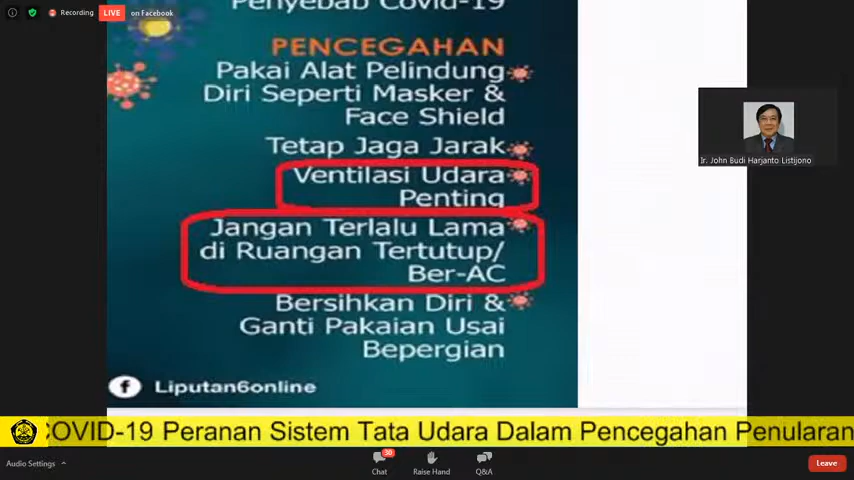 Recording
LIVE
on Facebook
Penyebab Covid-19
PENCEGAHAN
Pakai Alat Pelindung
Diri Seperti Masker &
Face Shield
Tetap Jaga Jarak
Ventilasi Udara
Penting
Jangan Terlalu Lama
di Ruangan Tertutup/
Ber-AC
Bersihkan Diri &
Ganti Pakaian Usai
Bepergian
f Liputan6online
Ir. John Budi Harjanto Listijono
COVID-19 Peranan Sistem Tata Udara Dalam Pencegahan Penularan
Audio Settings
30
Chat
Raise Hand
Q&A
Leave